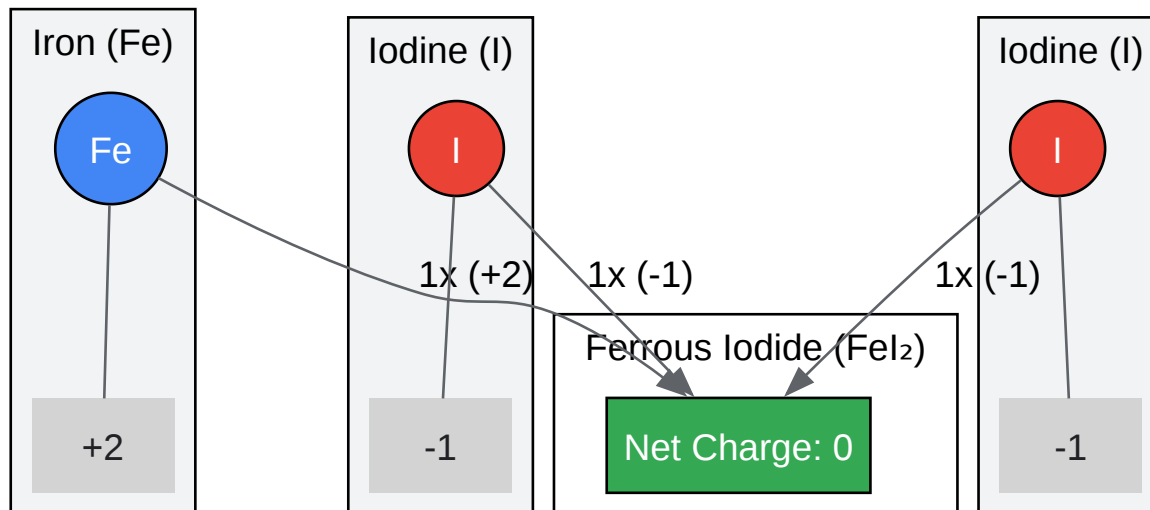 Iron (Fe)
Iodine (I)
Iodine (I)
Fe
I
I
1x (+2)
1x (-1)
1x (-1)
Ferrous Iodide (FeI₂)
+2
-1
Net Charge: 0
-1